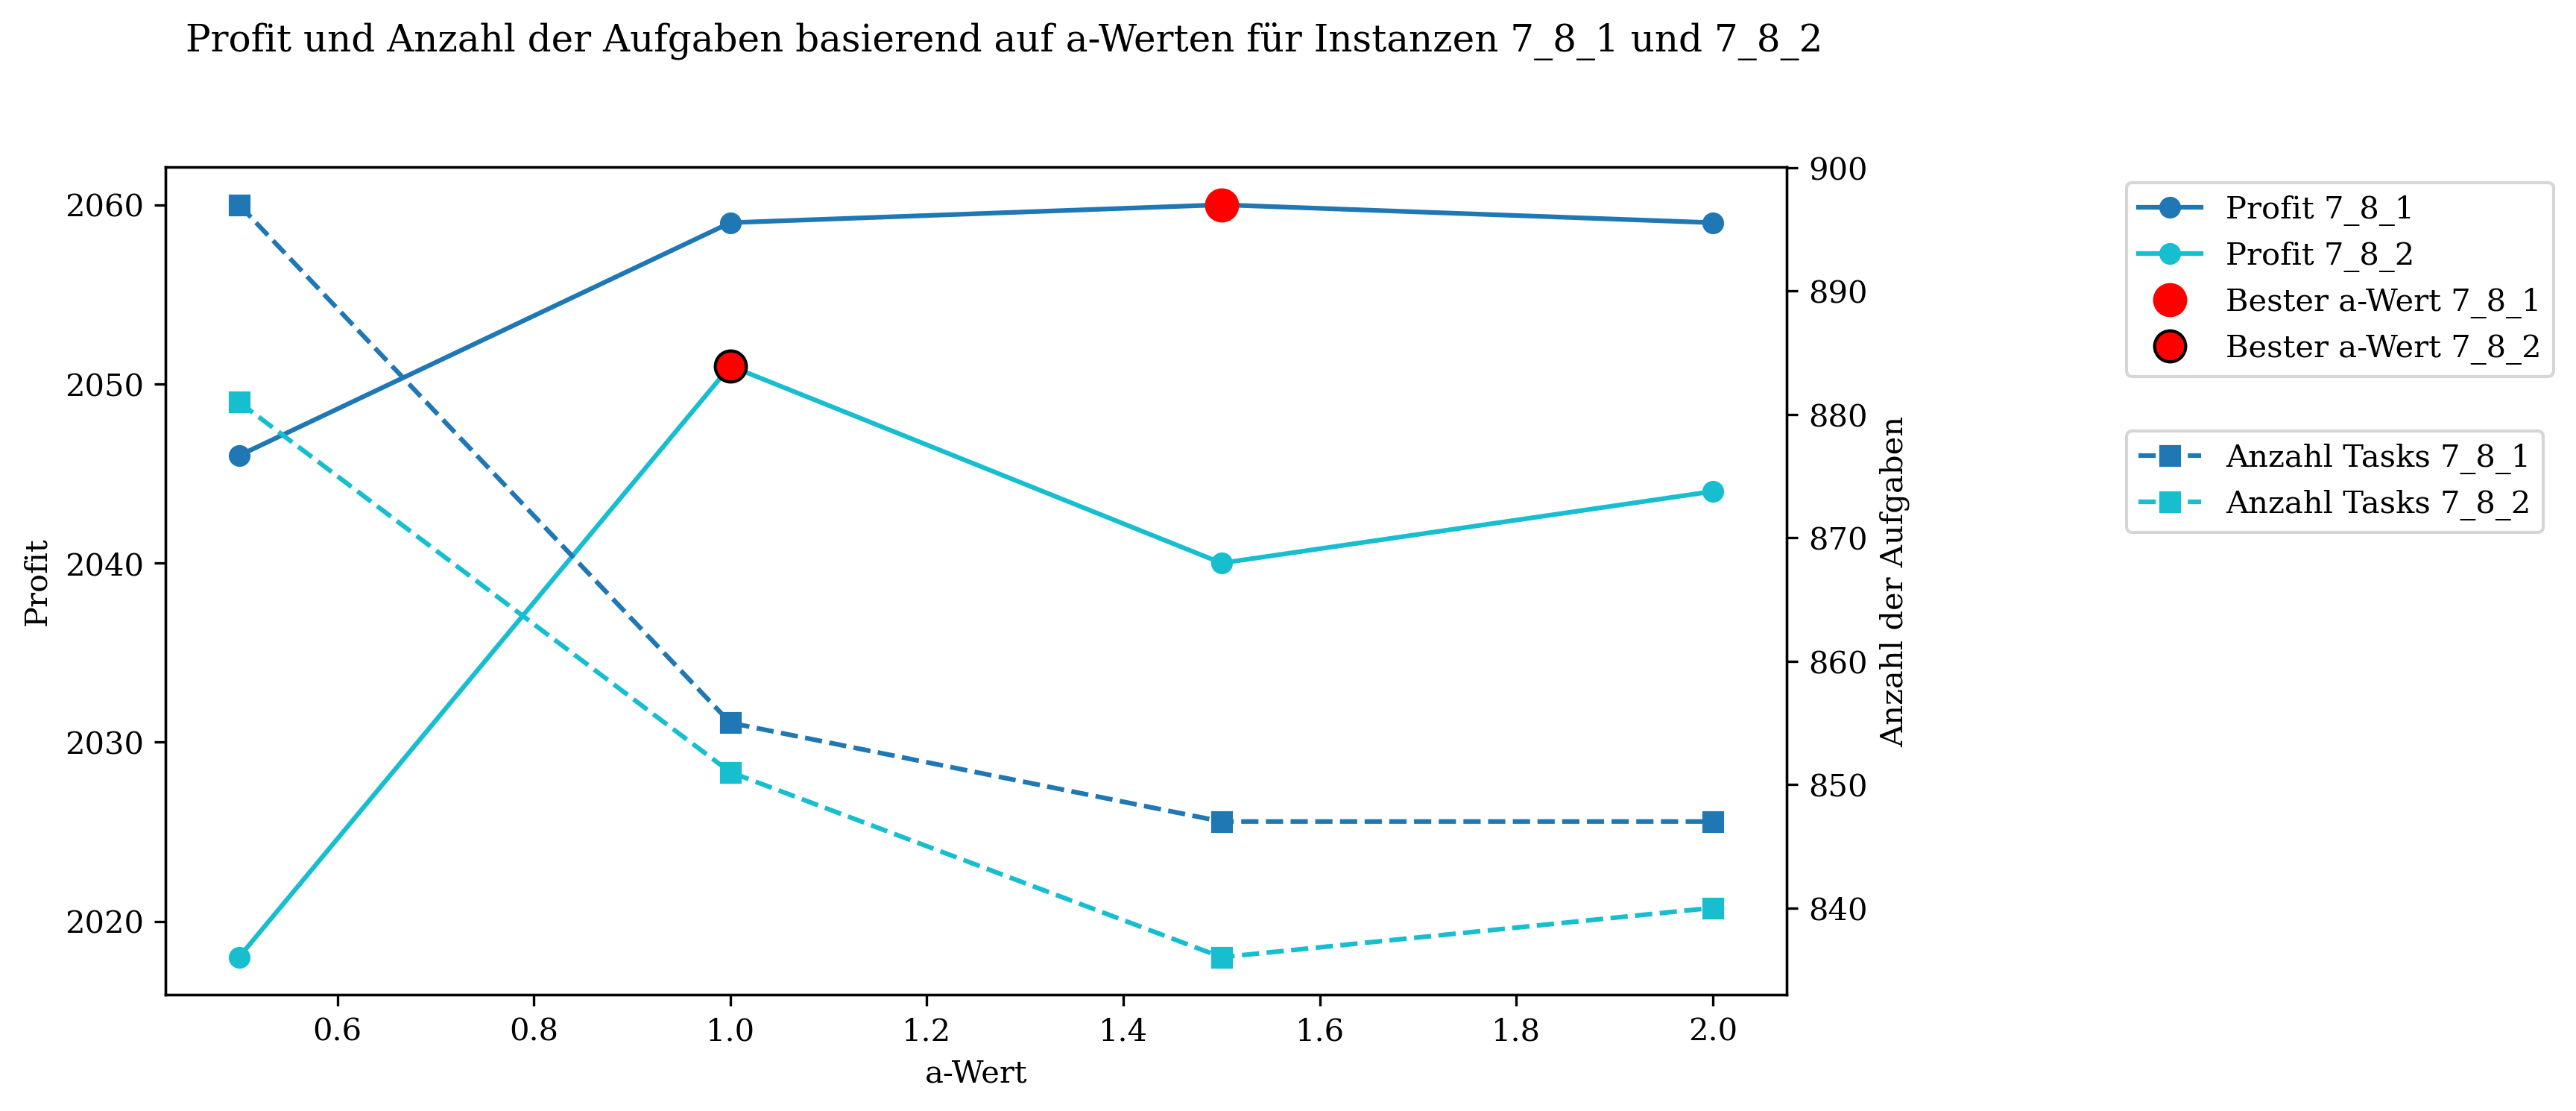 Profit und Anzahl der Aufgaben basierend auf a-Werten für Instanzen 7_8_1 und 7_8_2
Profit
2060
2050
2040
2030
2020
0.6 0.8 1.0 1.2 1.4 1.6 1.8 2.0
a-Wert
900
890
880
870
860
850
840
Anzahl der Aufgaben
Profit 7_8_1
Profit 7_8_2
Bester a-Wert 7_8_1
Bester a-Wert 7_8_2
Anzahl Tasks 7_8_1
Anzahl Tasks 7_8_2